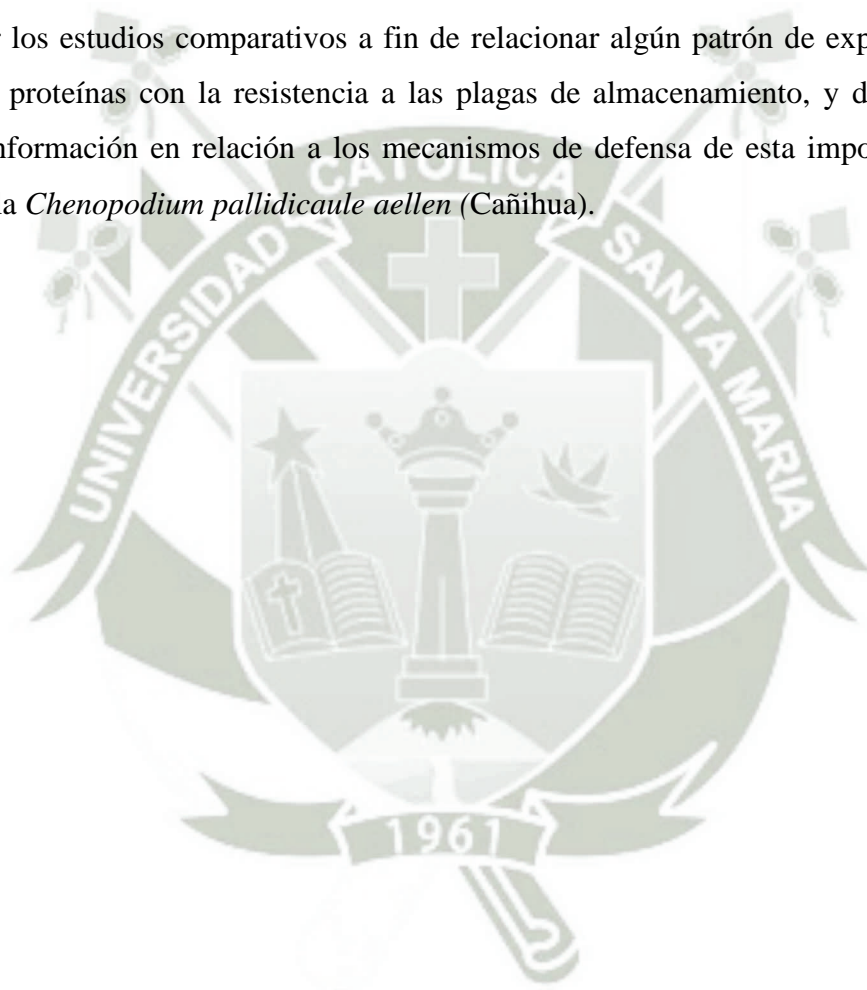 los estudios comparativos a fin de relacionar algún patrón de exp
proteínas con la resistencia a las plagas de almacenamiento, y d
nformación en relación a los mecanismos de defensa de esta impo
a Chenopodium pallidicaule aellen (Cañihua).
UNIVERSIDAD CATÓLICA SANTA MARIA
1961